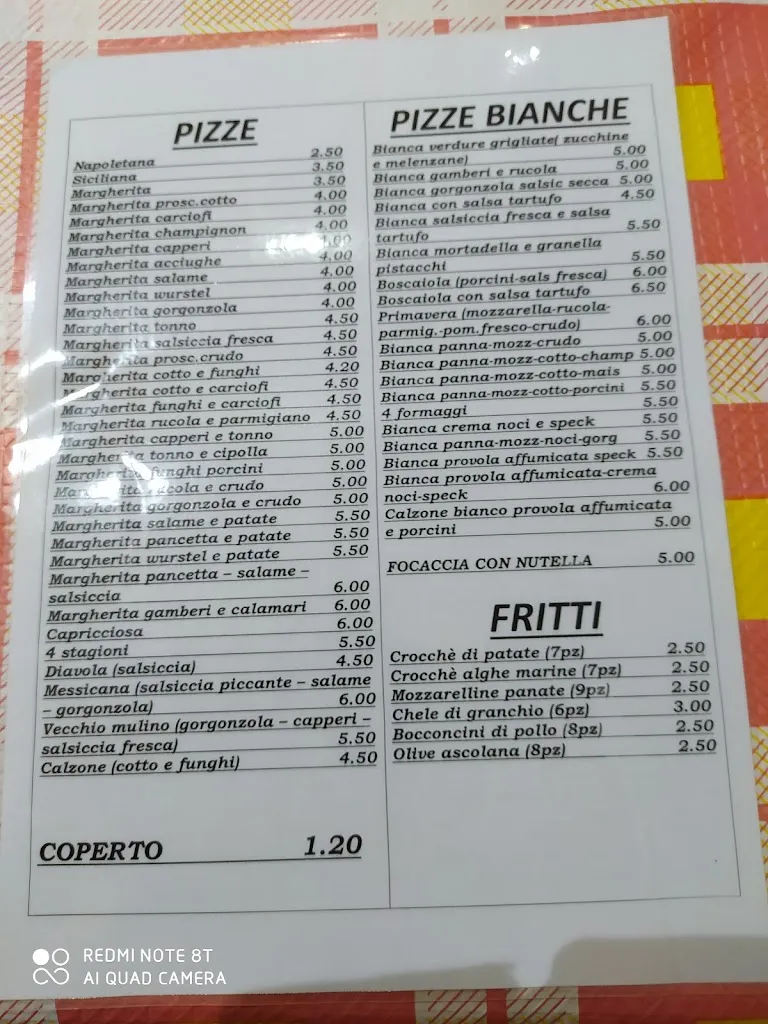 PIZZE
Napoletana 2.50
Siciliana 3.50
Margherita 3.50
Margherita prosc.cotto 4.00
Margherita carciofi 4.00
Margherita champignon 4.00
Margherita capperi 4.00
Margherita acciughe 4.00
Margherita salame 4.00
Margherita wurstel 4.00
Margherita gorgonzola 4.00
Margherita tonno 4.50
Margherita salsiccia fresca 4.50
Margherita prosc.crudo 4.50
Margherita cotto e funghi 4.20
Margherita cotto e carciofi 4.50
Margherita funghi e carciofi 4.50
Margherita rucola e parmigiano 4.50
Margherita capperi e tonno 5.00
Margherita tonno e cipolla 5.00
Margherita funghi porcini 5.00
Margherita rucola e crudo 5.00
Margherita gorgonzola e crudo 5.00
Margherita salame e patate 5.50
Margherita pancetta e patate 5.50
Margherita wurstel e patate 5.50
Margherita pancetta – salame –
salsiccia 6.00
Margherita gamberi e calamari 6.00
Capricciosa 6.00
4 stagioni 5.50
Diavola (salsiccia) 4.50
Messicana (salsiccia piccante – salame
– gorgonzola) 6.00
Vecchio mulino (gorgonzola – capperi –
salsiccia fresca) 5.50
Calzone (cotto e funghi) 4.50
COPERTO 1.20
PIZZE BIANCHE
Bianca verdure grigliate( zucchine
e melenzane) 5.00
Bianca gamberi e rucola 5.00
Bianca gorgonzola salsic secca 5.00
Bianca con salsa tartufo 4.50
Bianca salsiccia fresca e salsa
tartufo 5.50
Bianca mortadella e granella
pistacchi 5.50
Boscaiola (porcini-sals fresca) 6.00
Boscaiola con salsa tartufo 6.50
Primavera (mozzarella-rucola-
parmig.-pom.fresco-crudo) 6.00
Bianca panna-mozz-crudo 5.00
Bianca panna-mozz-cotto-champ 5.00
Bianca panna-mozz-cotto-mais 5.00
Bianca panna-mozz-cotto-porcini 5.50
4 formaggi 5.50
Bianca crema noci e speck 5.50
Bianca panna-mozz-noci-gorg 5.50
Bianca provola affumicata speck 5.50
Bianca provola affumicata-crema
noci-speck 6.00
Calzone bianco provola affumicata
e porcini 5.00
FOCACCIA CON NUTELLA 5.00
FRITTI
Crocchè di patate (7pz) 2.50
Crocchè alghe marine (7pz) 2.50
Mozzarelline panate (9pz) 2.50
Chele di granchio (6pz) 3.00
Bocconcini di pollo (8pz) 2.50
Olive ascolana (8pz) 2.50
REDMI NOTE 8T
AI QUAD CAMERA